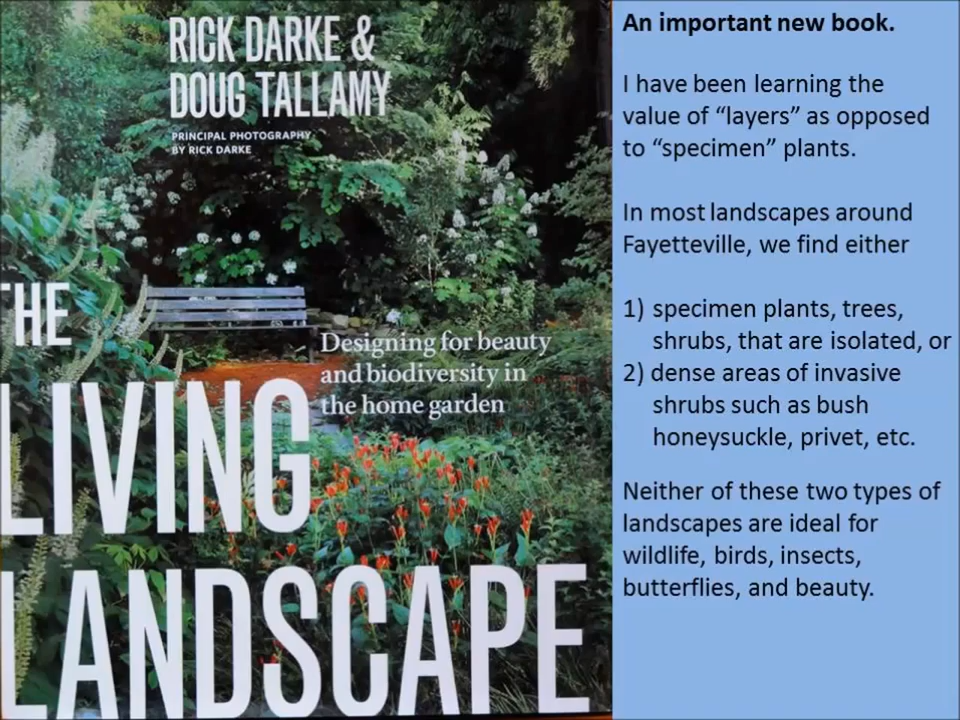 RICK DARKE &
DOUG TALLAMY
PRINCIPAL PHOTOGRAPHY
BY RICK DARKE
THE
LIVING
LANDSCAPE
Designing for beauty
and biodiversity in
the home garden
An important new book.
I have been learning the
value of “layers” as opposed
to “specimen” plants.
In most landscapes around
Fayetteville, we find either
1) specimen plants, trees,
shrubs, that are isolated, or
2) dense areas of invasive
shrubs such as bush
honeysuckle, privet, etc.
Neither of these two types of
landscapes are ideal for
wildlife, birds, insects,
butterflies, and beauty.